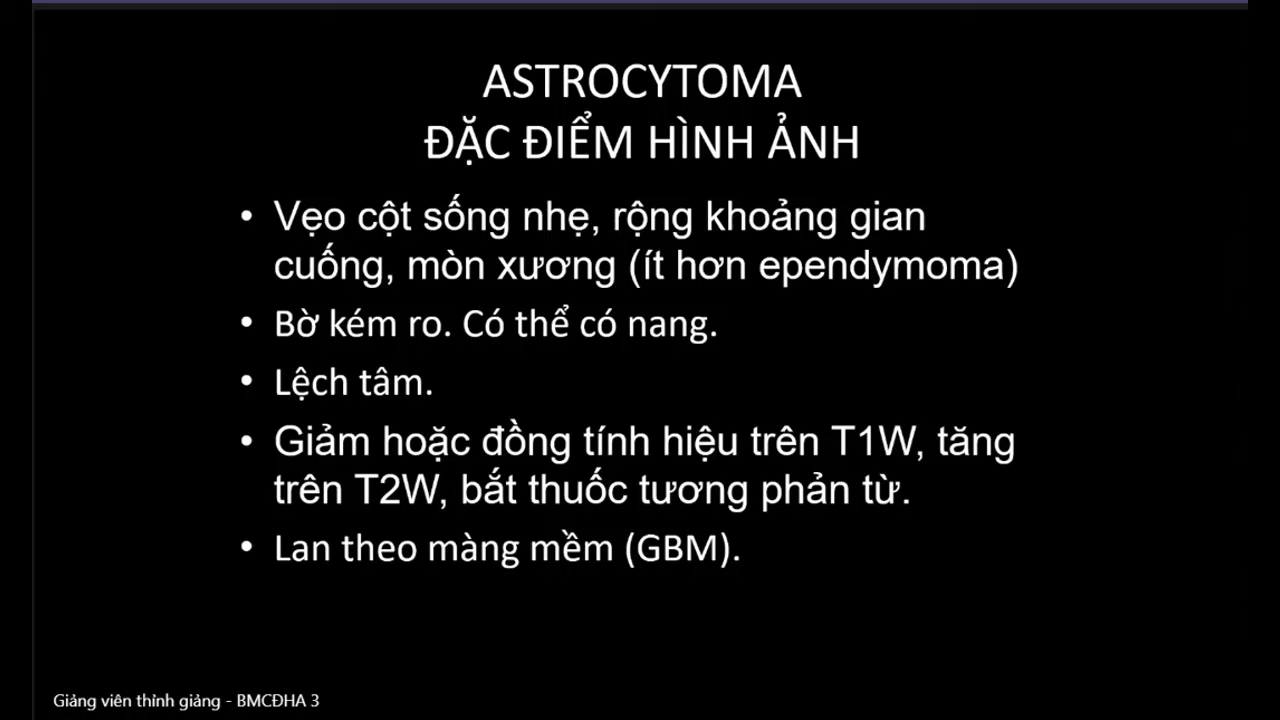 ASTROCYTOMA
ĐẶC ĐIỂM HÌNH ẢNH
• Vẹo cột sống nhẹ, rộng khoảng gian
cuống, mòn xương (ít hơn ependymoma)
• Bờ kém ro. Có thể có nang.
• Lệch tâm.
• Giảm hoặc đồng tính hiệu trên T1W, tăng
trên T2W, bắt thuốc tương phản từ.
• Lan theo màng mềm (GBM).
Giảng viên thỉnh giảng - BMCĐHA 3